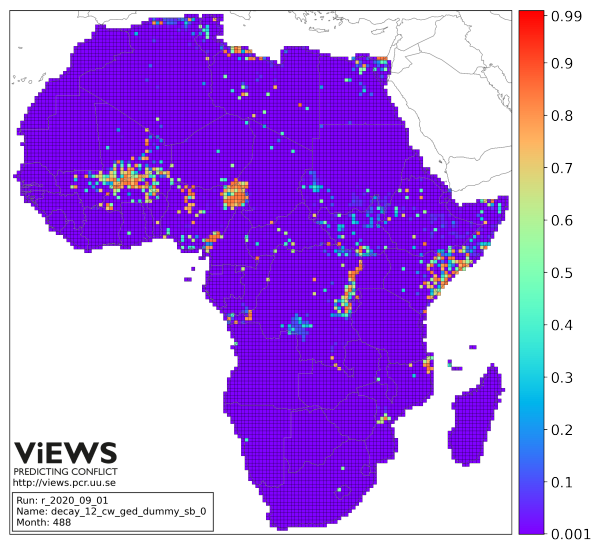 0.99
0.9
0.8
0.7
0.6
0.5
0.4
0.3
0.2
0.1
0.001
ViEWS
PREDICTING CONFLICT
http://views.pcr.uu.se
Run: r_2020_09_01
Name: decay_12_cw_ged_dummy_sb_0
Month: 488